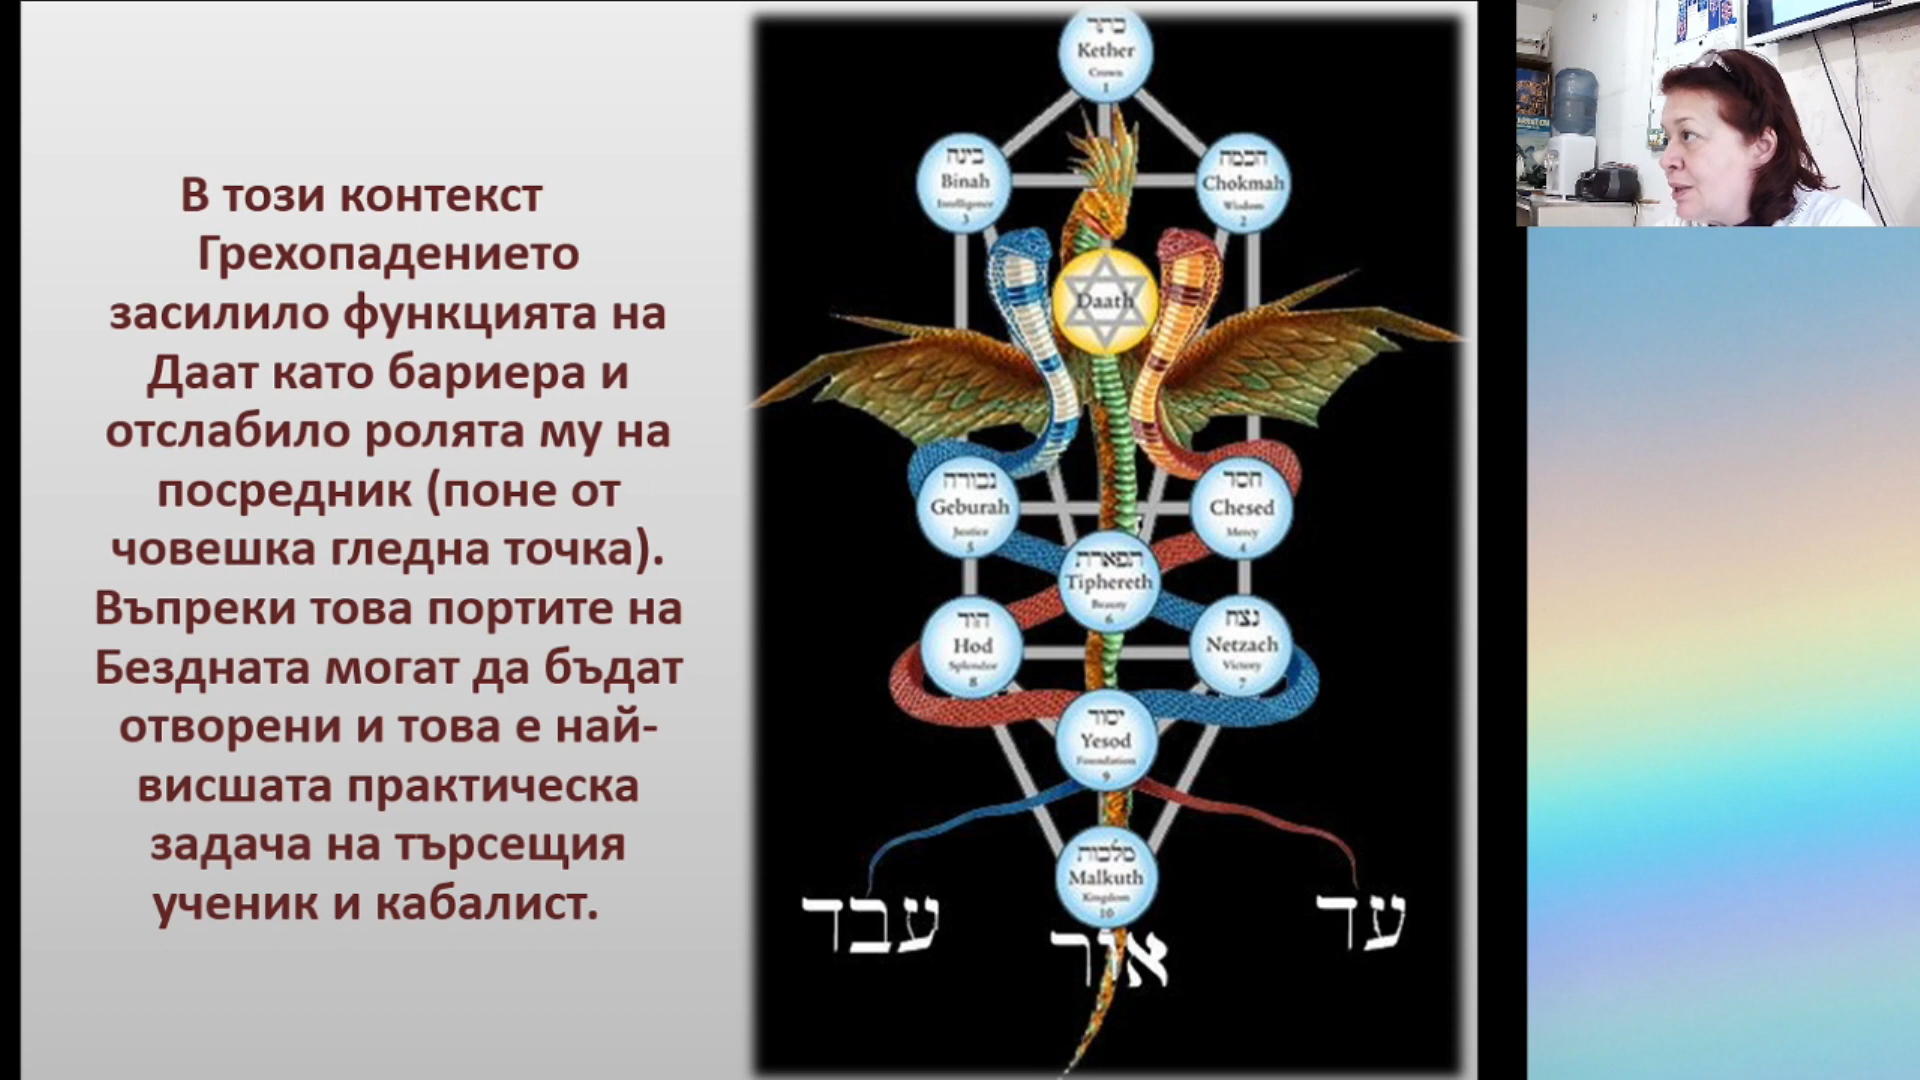 В този контекст
Грехопадението
засилило функцията на
Даат като бариера и
отслабило ролята му на
посредник (поне от
човешка гледна точка).
Въпреки това портите на
Бездната могат да бъдат
отворени и това е най-
висшата практическа
задача на търсещия
ученик и кабалист.
כתר
Kether
Crown
1
בינה
Binah
Intelligence
3
חכמה
Chokmah
Wisdom
2
Daath
גבורה
Geburah
Justice
5
חסד
Chesed
Mercy
4
תפארת
Tiphereth
Beauty
6
הוד
Hod
Splendor
8
נצח
Netzach
Victory
7
יסוד
Yesod
Foundation
9
מלכות
Malkuth
Kingdom
10
עבד
אור
עד